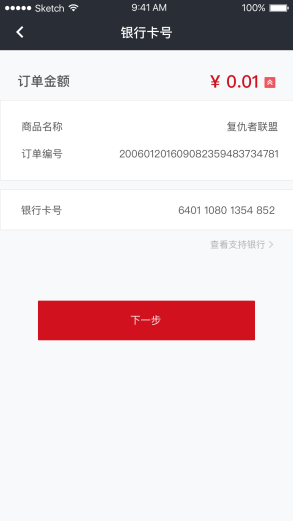 Sketch 9:41 AM 100%
银行卡号
订单金额 ¥ 0.01
商品名称 复仇者联盟
订单编号 200601201609082359483734781
银行卡号 6401 1080 1354 852
查看支持银行
下一步